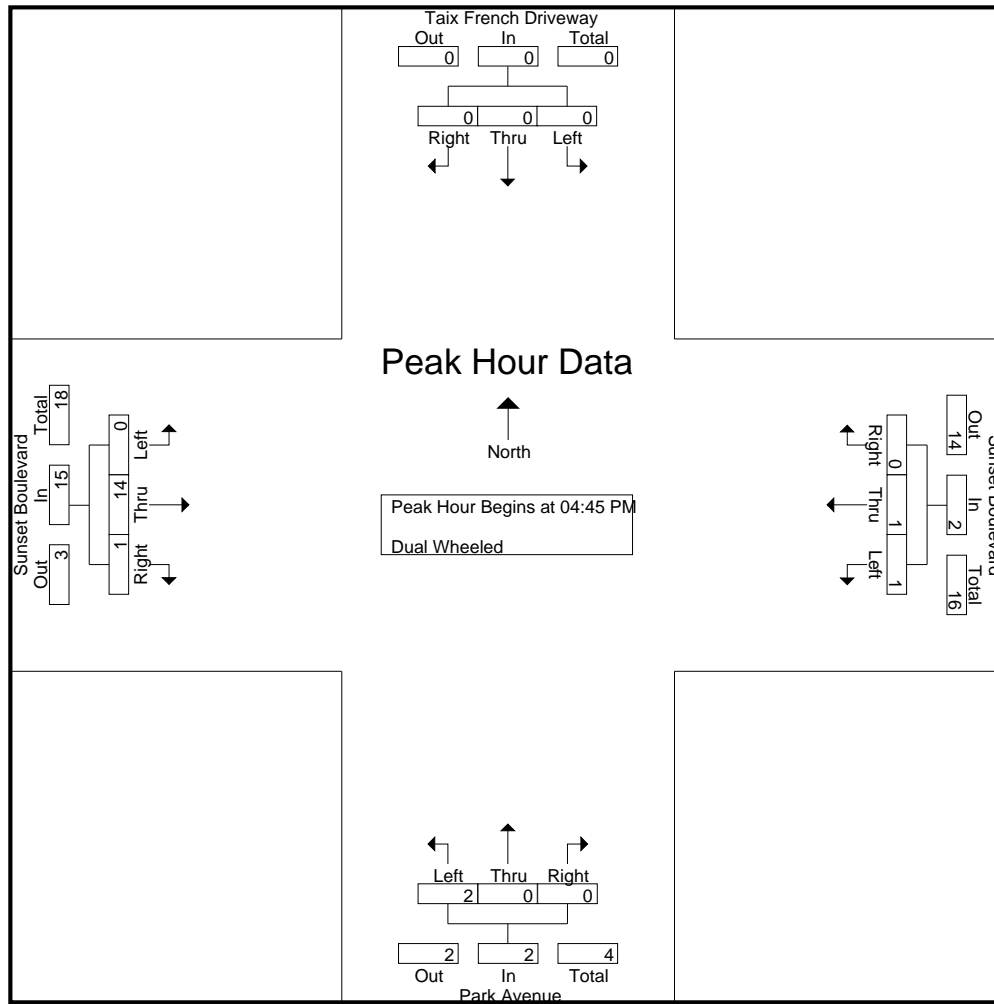 Taix French Driveway
Out In Total
0 0 0
0 0 0
Right Thru Left
Peak Hour Data
North
Peak Hour Begins at 04:45 PM
Dual Wheeled
Sunset Boulevard
Total In Out
18 15 3
0 14 1
Left Thru Right
Right Thru Left
0 1 1
14 2 16
Out In Total
Sunset Boulevard
Left Thru Right
2 0 0
2 2 4
Out In Total
Park Avenue